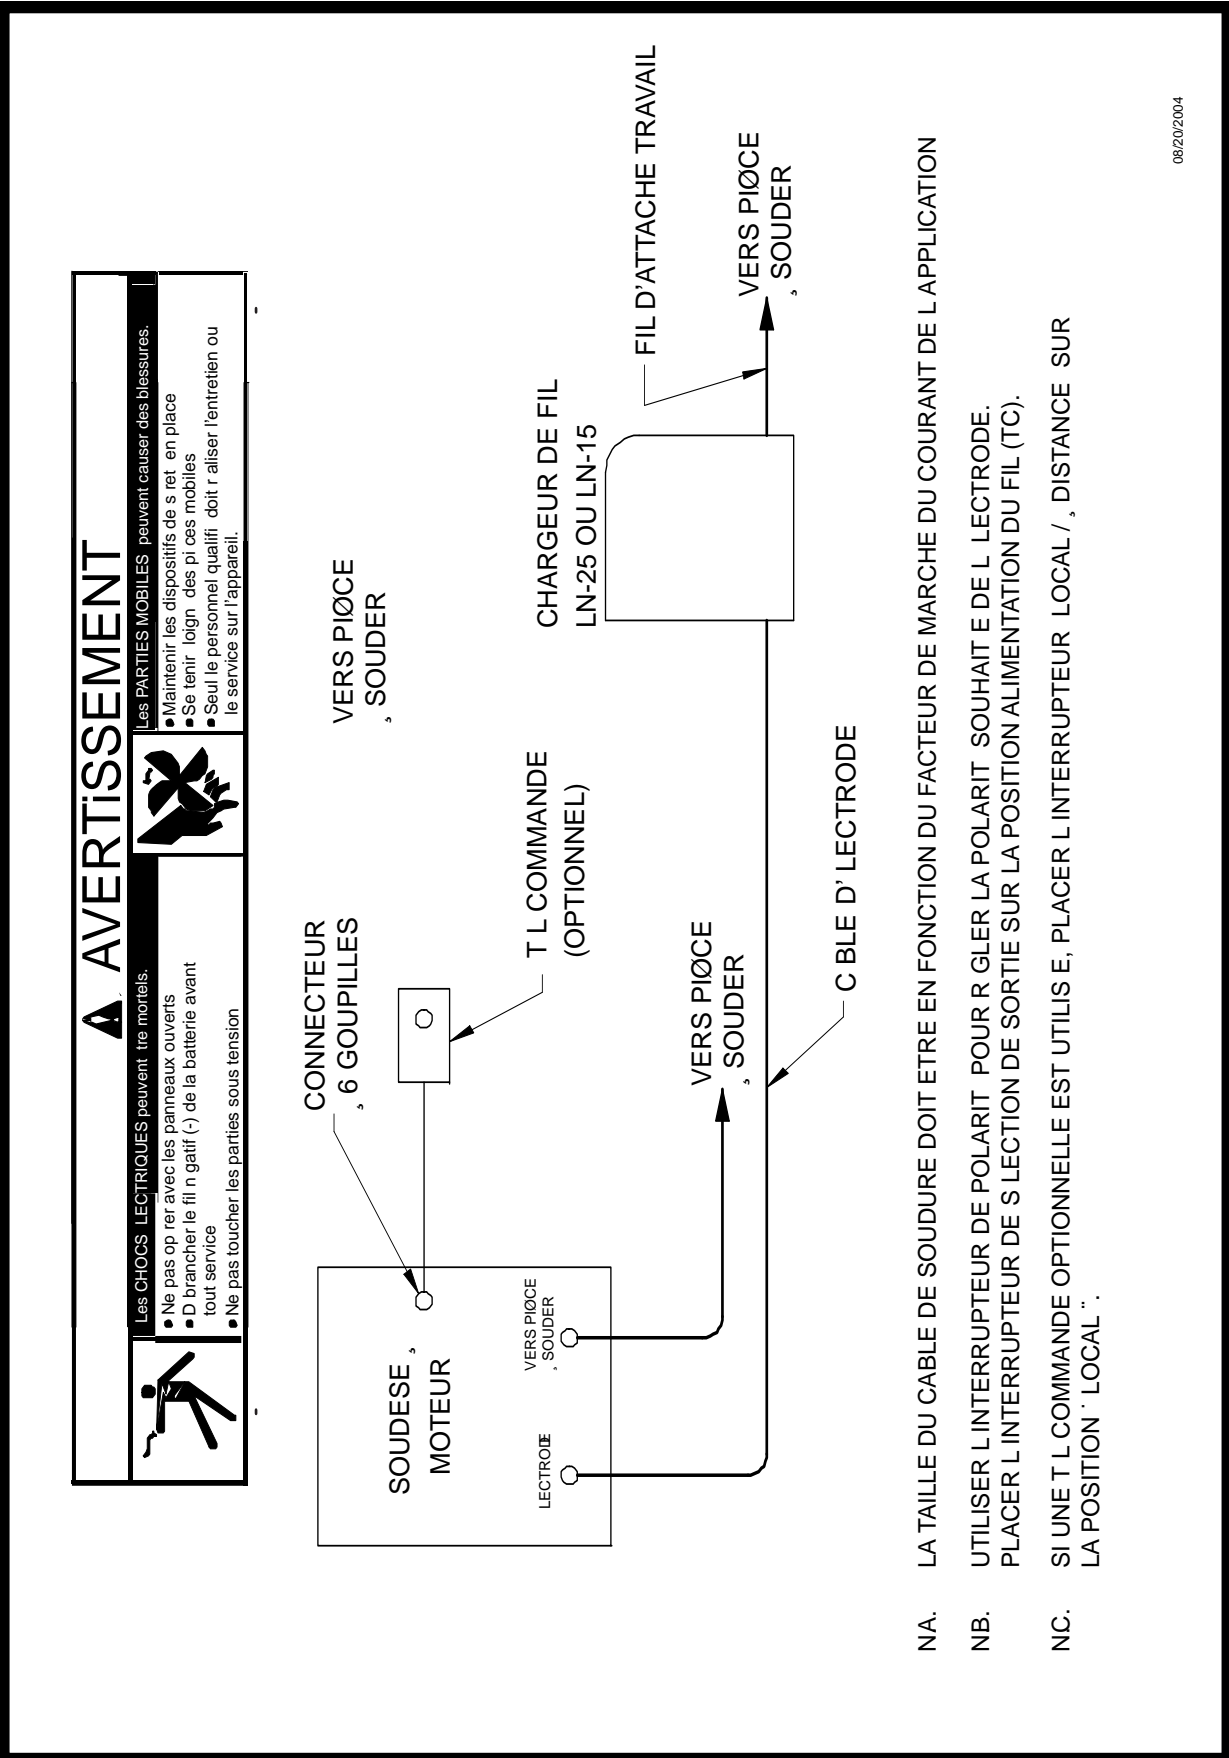 AVERTiSSEMENT
Les CHOCS LECTRIQUES peuvent tre mortels.
Ne pas op rer avec les panneaux ouverts
D brancher le fil n gatif (-) de la batterie avant
tout service
Ne pas toucher les parties sous tension
Les PARTIES MOBILES peuvent causer des blessures.
Maintenir les dispositifs de s ret en place
Se tenir loign des pi ces mobiles
Seul le personnel qualifi doit r aliser l'entretien ou
le service sur l'appareil.
CONNECTEUR
¸ 6 GOUPILLES
VERS PIØCE
¸ SOUDER
SOUDESE ¸
MOTEUR
T L COMMANDE
(OPTIONNEL)
CHARGEUR DE FIL
LN-25 OU LN-15
FIL D'ATTACHE TRAVAIL
LECTRODE
VERS PIØCE
¸ SOUDER
VERS PIØCE
¸ SOUDER
VERS PIØCE
¸ SOUDER
C BLE D' LECTRODE
NA. LA TAILLE DU CABLE DE SOUDURE DOIT ETRE EN FONCTION DU FACTEUR DE MARCHE DU COURANT DE L APPLICATION
NB. UTILISER L INTERRUPTEUR DE POLARIT POUR R GLER LA POLARIT SOUHAIT E DE L LECTRODE.
PLACER L INTERRUPTEUR DE S LECTION DE SORTIE SUR LA POSITION ALIMENTATION DU FIL (TC).
NC. SI UNE T L COMMANDE OPTIONNELLE EST UTILIS E, PLACER L INTERRUPTEUR LOCAL / ¸ DISTANCE SUR
LA POSITION ˙ LOCAL ¨.
08/20/2004